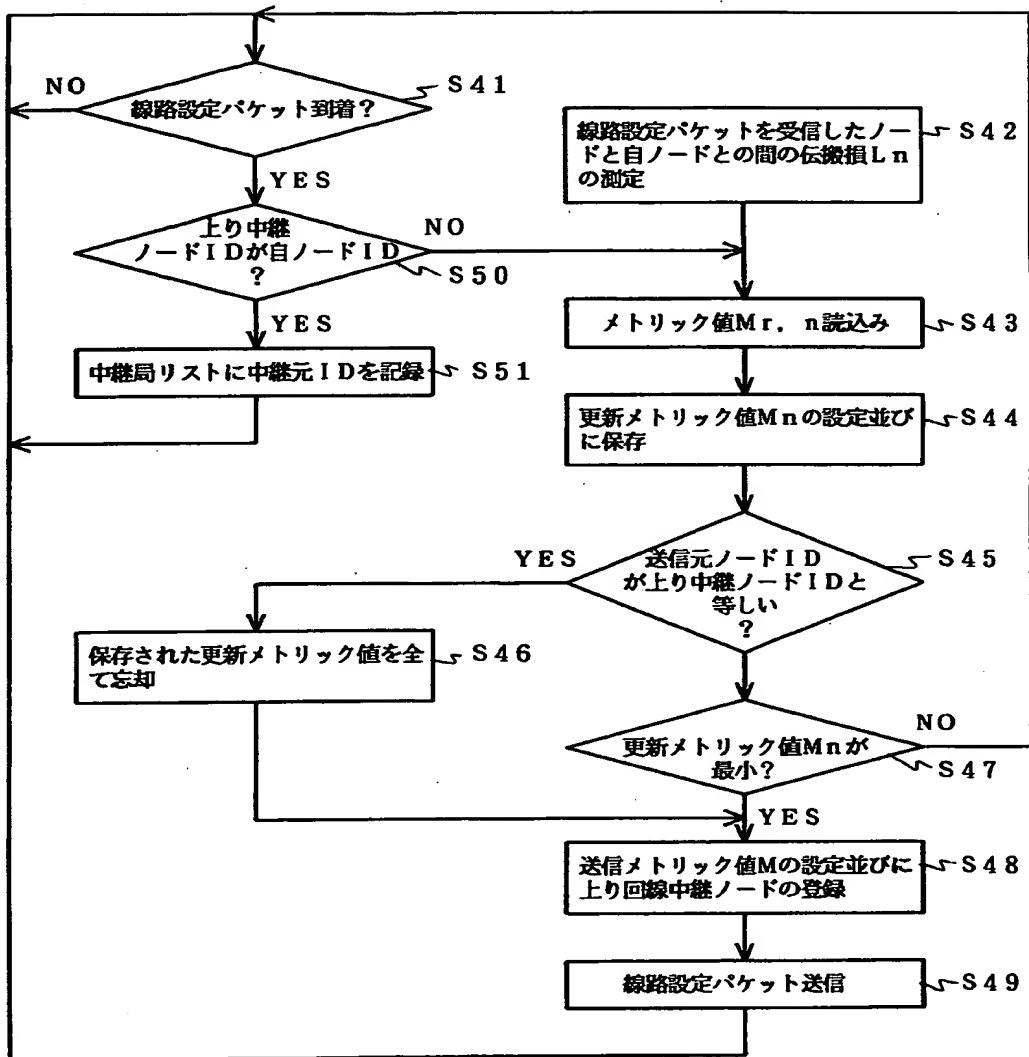 NO
線路設定パケット到着？
S41
YES
線路設定パケットを受信したノー
ドと自ノードとの間の伝搬損Ln
の測定
S42
上り中継
ノードIDが自ノードID
？
NO
S50
YES
メトリック値Mr，n読込み
S43
中継局リストに中継元IDを記録
S51
更新メトリック値Mnの設定並び
に保存
S44
YES
送信元ノードID
が上り中継ノードIDと
等しい
？
S45
保存された更新メトリック値を全
て忘却
S46
NO
更新メトリック値Mnが
最小？
S47
YES
送信メトリック値Mの設定並びに
上り回線中継ノードの登録
S48
線路設定パケット送信
S49